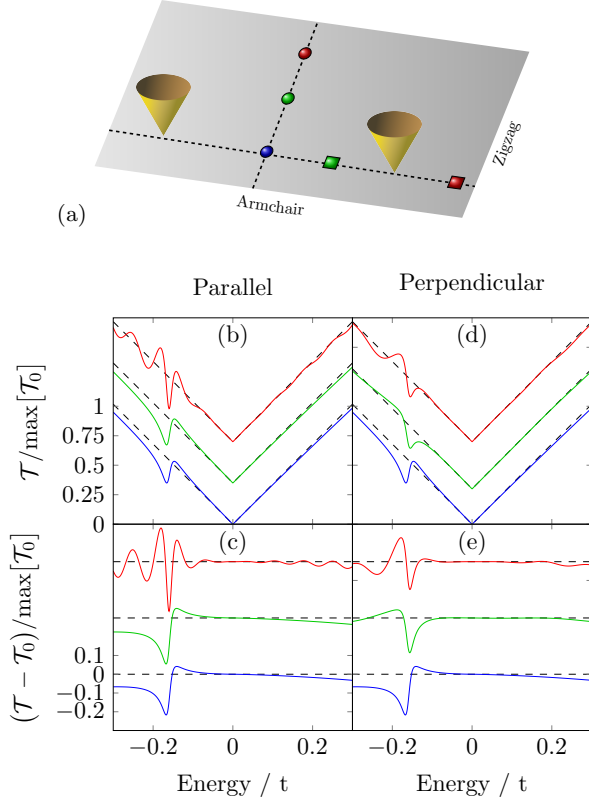 Zigzag
Armchair
(a)
Parallel
Perpendicular
(b)
(d)
𝒯/max[𝒯₀]
1
0.75
0.5
0.25
0
(c)
(e)
(𝒯 − 𝒯₀)/max[𝒯₀]
0.1
0
−0.1
−0.2
−0.2 0 0.2
−0.2 0 0.2
Energy / t
Energy / t